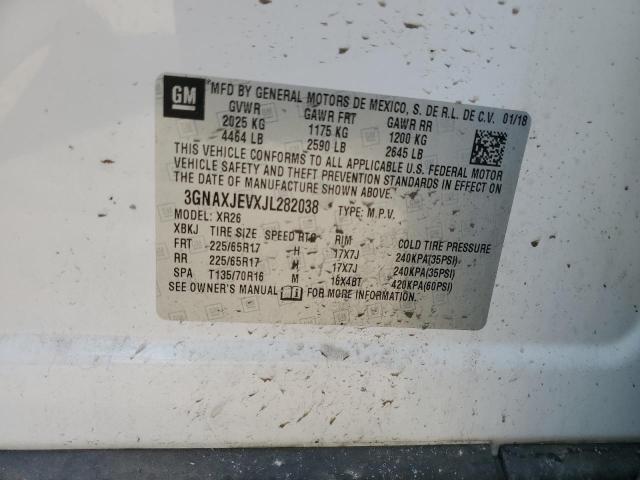 GM
MFD BY GENERAL MOTORS DE MEXICO, S. DE R.L. DE C.V. 01/18
GVWR GAWR FRT GAWR RR
2025 KG 1175 KG 1200 KG
4464 LB 2590 LB 2645 LB
THIS VEHICLE CONFORMS TO ALL APPLICABLE U.S. FEDERAL MOTOR
VEHICLE SAFETY AND THEFT PREVENTION STANDARDS IN EFFECT ON
THE DATE OF MANUFACTURE SHOWN ABOVE.
3GNAXJEVXJL282038 TYPE: M.P.V.
MODEL: XR26
XBKJ TIRE SIZE SPEED RTG RIM COLD TIRE PRESSURE
FRT 225/65R17 H 17X7J 240KPA(35PSI)
RR 225/65R17 H 17X7J 240KPA(35PSI)
SPA T135/70R16 M 16X4BT 420KPA(60PSI)
SEE OWNER'S MANUAL FOR MORE INFORMATION.